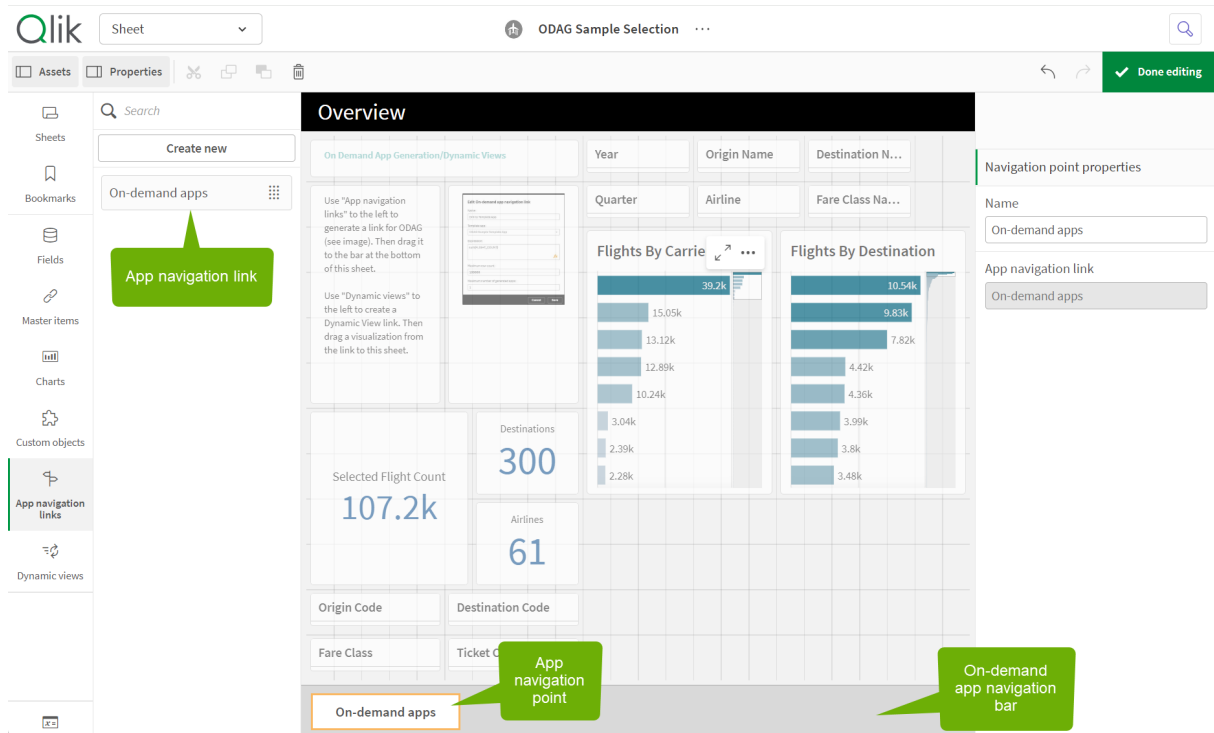 Qlik
Sheet
ODAG Sample Selection
Assets
Properties
Done editing
Sheets
Bookmarks
Fields
Master items
Charts
Custom objects
App navigation
links
Dynamic views
Search
Create new
On-demand apps
App navigation link
Overview
On Demand App Generation/Dynamic Views
Use "App navigation
links" to the left to
generate a link for ODAG
(see image). Then drag it
to the bar at the bottom
of this sheet.
Use "Dynamic views" to
the left to create a
Dynamic View link. Then
drag a visualization from
the link to this sheet.
Edit On-demand app navigation link
Year
Origin Name
Destination N...
Quarter
Airline
Fare Class Na...
Flights By Carrie
39.2k
15.05k
13.12k
12.89k
10.24k
3.04k
2.39k
2.28k
Flights By Destination
10.54k
9.83k
7.82k
4.42k
4.36k
3.99k
3.8k
3.48k
Selected Flight Count
107.2k
Destinations
300
Airlines
61
Origin Code
Destination Code
Fare Class
Ticket C
App
navigation
point
On-demand apps
On-demand
app navigation
bar
Navigation point properties
Name
On-demand apps
App navigation link
On-demand apps